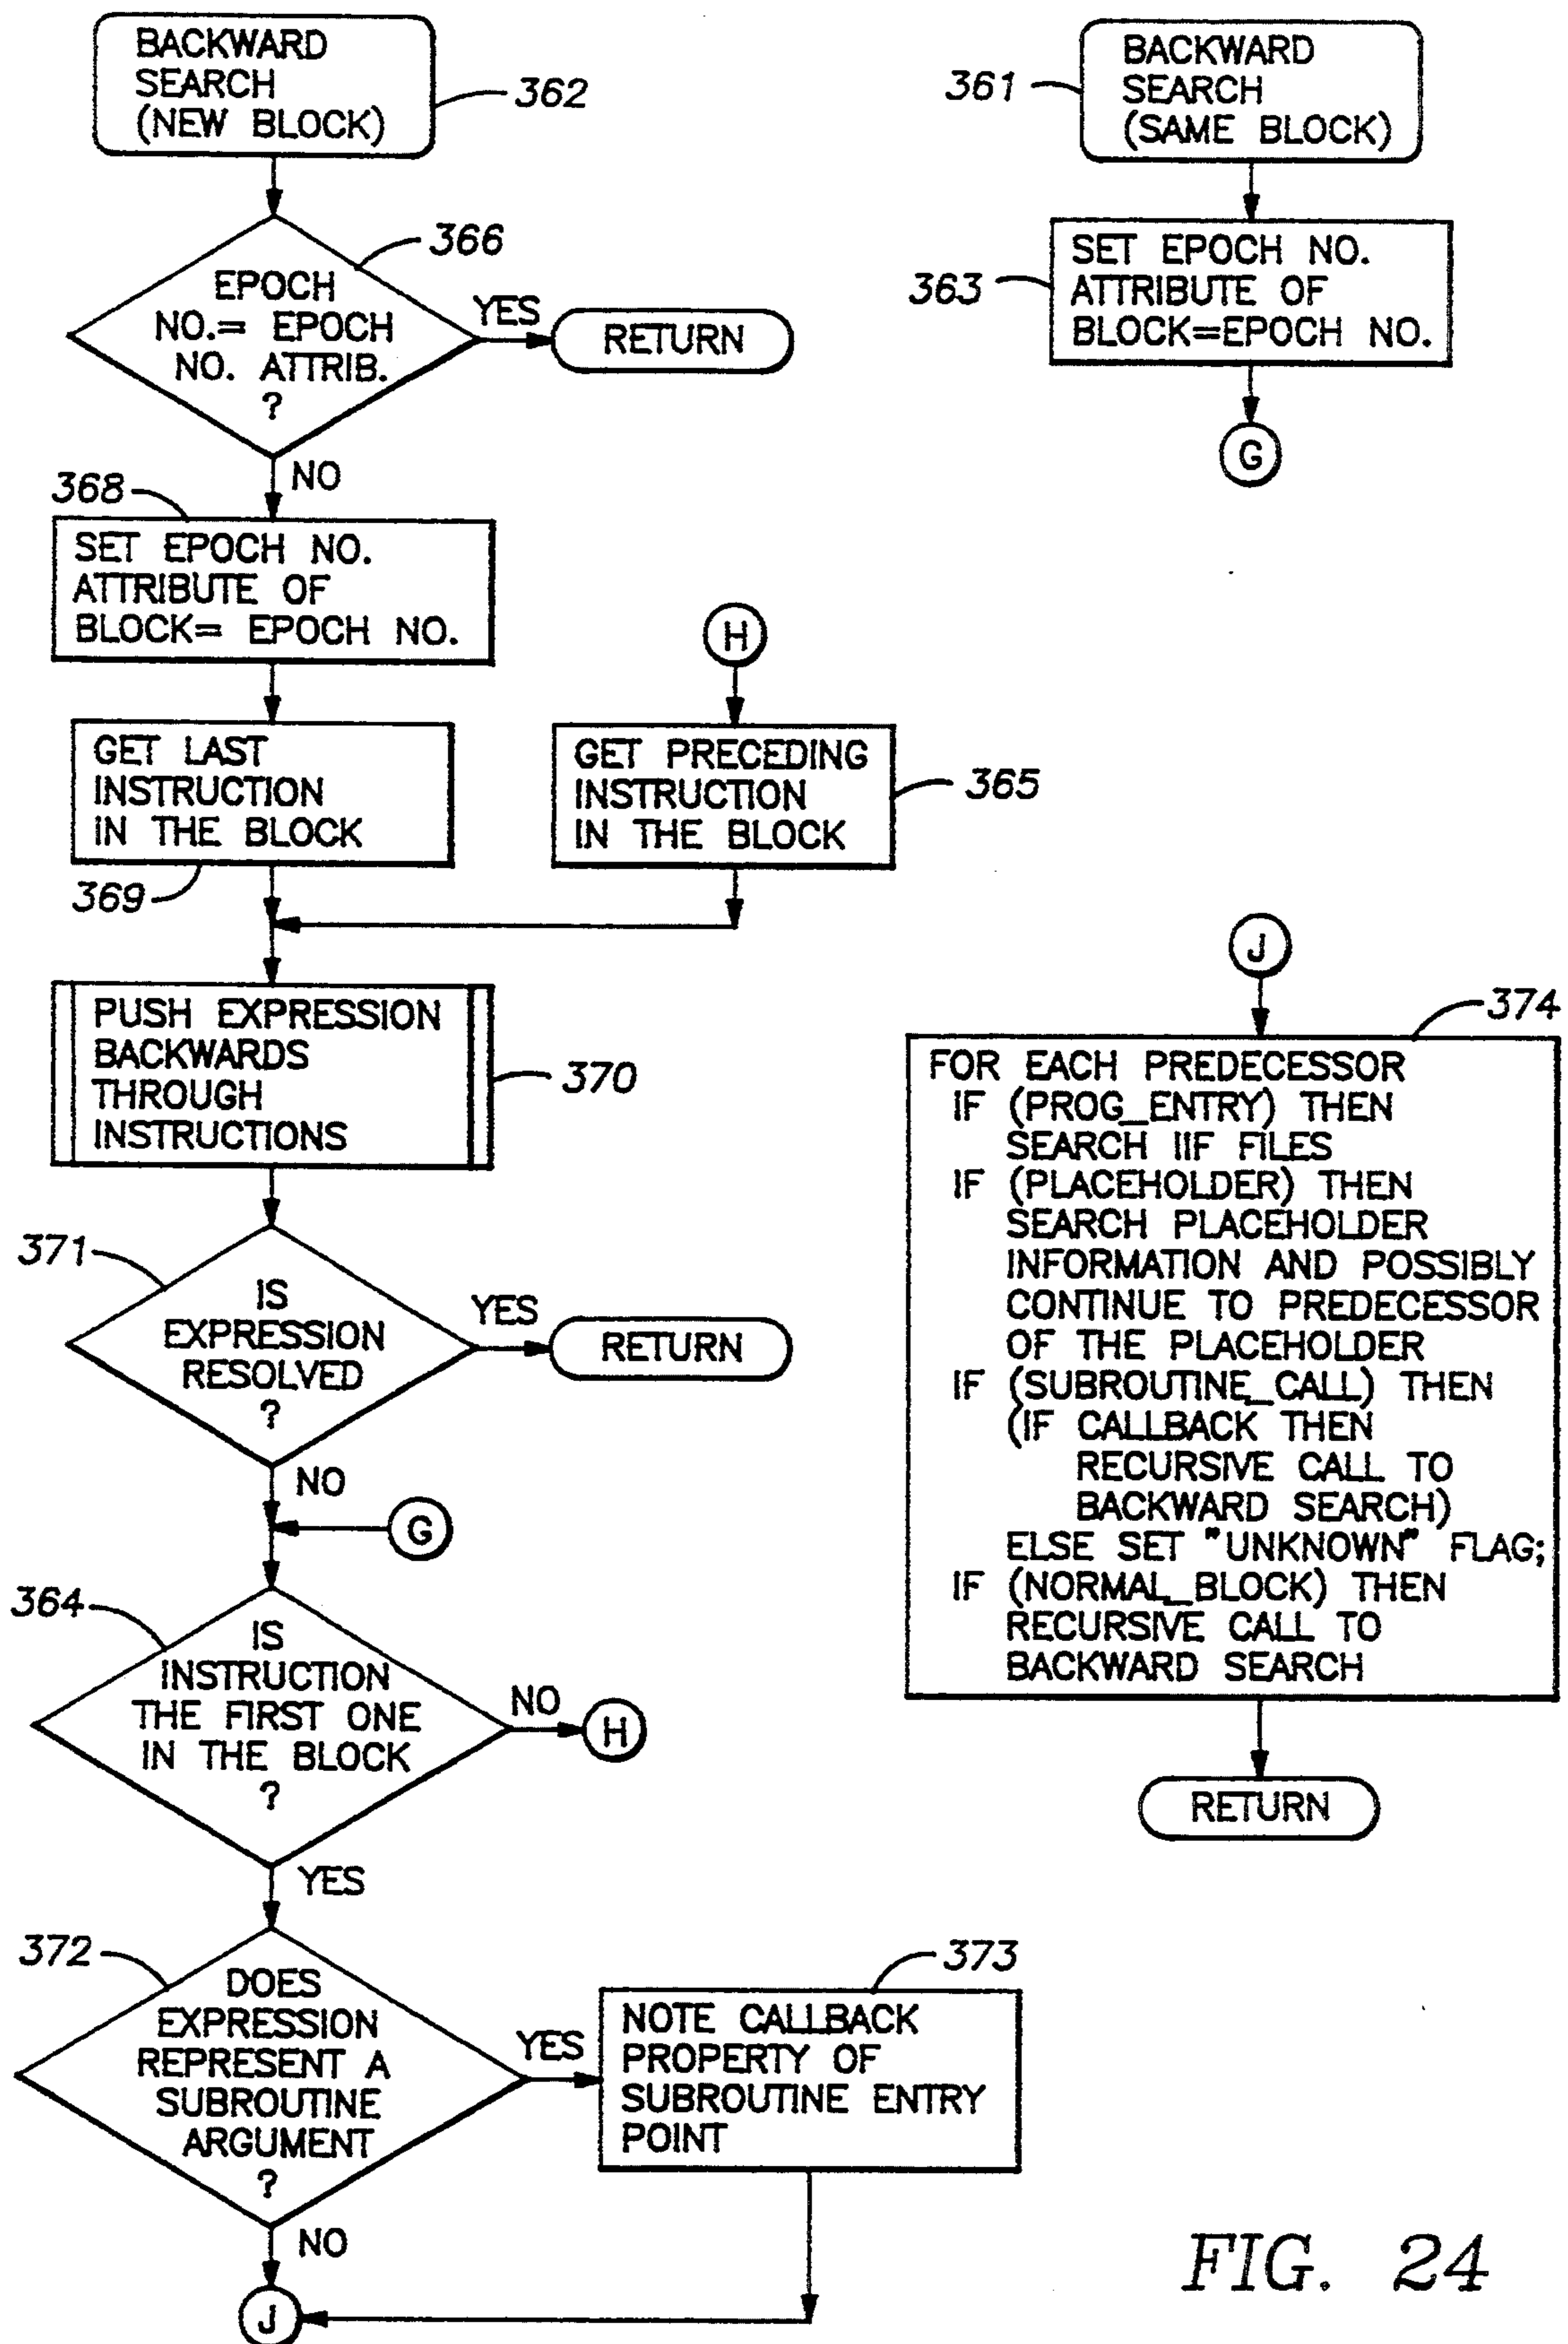 BACKWARD
SEARCH
(NEW BLOCK)
362
EPOCH
NO.= EPOCH
NO. ATTRIB.
?
366
YES
RETURN
NO
368
SET EPOCH NO.
ATTRIBUTE OF
BLOCK= EPOCH NO.
GET LAST
INSTRUCTION
IN THE BLOCK
369
H
GET PRECEDING
INSTRUCTION
IN THE BLOCK
365
PUSH EXPRESSION
BACKWARDS
THROUGH
INSTRUCTIONS
370
371
IS
EXPRESSION
RESOLVED
?
YES
RETURN
NO
G
364
IS
INSTRUCTION
THE FIRST ONE
IN THE BLOCK
?
NO
H
YES
372
DOES
EXPRESSION
REPRESENT A
SUBROUTINE
ARGUMENT
?
YES
373
NOTE CALLBACK
PROPERTY OF
SUBROUTINE ENTRY
POINT
NO
J
BACKWARD
SEARCH
(SAME BLOCK)
361
363
SET EPOCH NO.
ATTRIBUTE OF
BLOCK=EPOCH NO.
G
J
374
FOR EACH PREDECESSOR
IF (PROG_ENTRY) THEN
SEARCH IIF FILES
IF (PLACEHOLDER) THEN
SEARCH PLACEHOLDER
INFORMATION AND POSSIBLY
CONTINUE TO PREDECESSOR
OF THE PLACEHOLDER
IF (SUBROUTINE_CALL) THEN
(IF CALLBACK THEN
RECURSIVE CALL TO
BACKWARD SEARCH)
ELSE SET "UNKNOWN" FLAG;
IF (NORMAL_BLOCK) THEN
RECURSIVE CALL TO
BACKWARD SEARCH
RETURN
FIG. 24